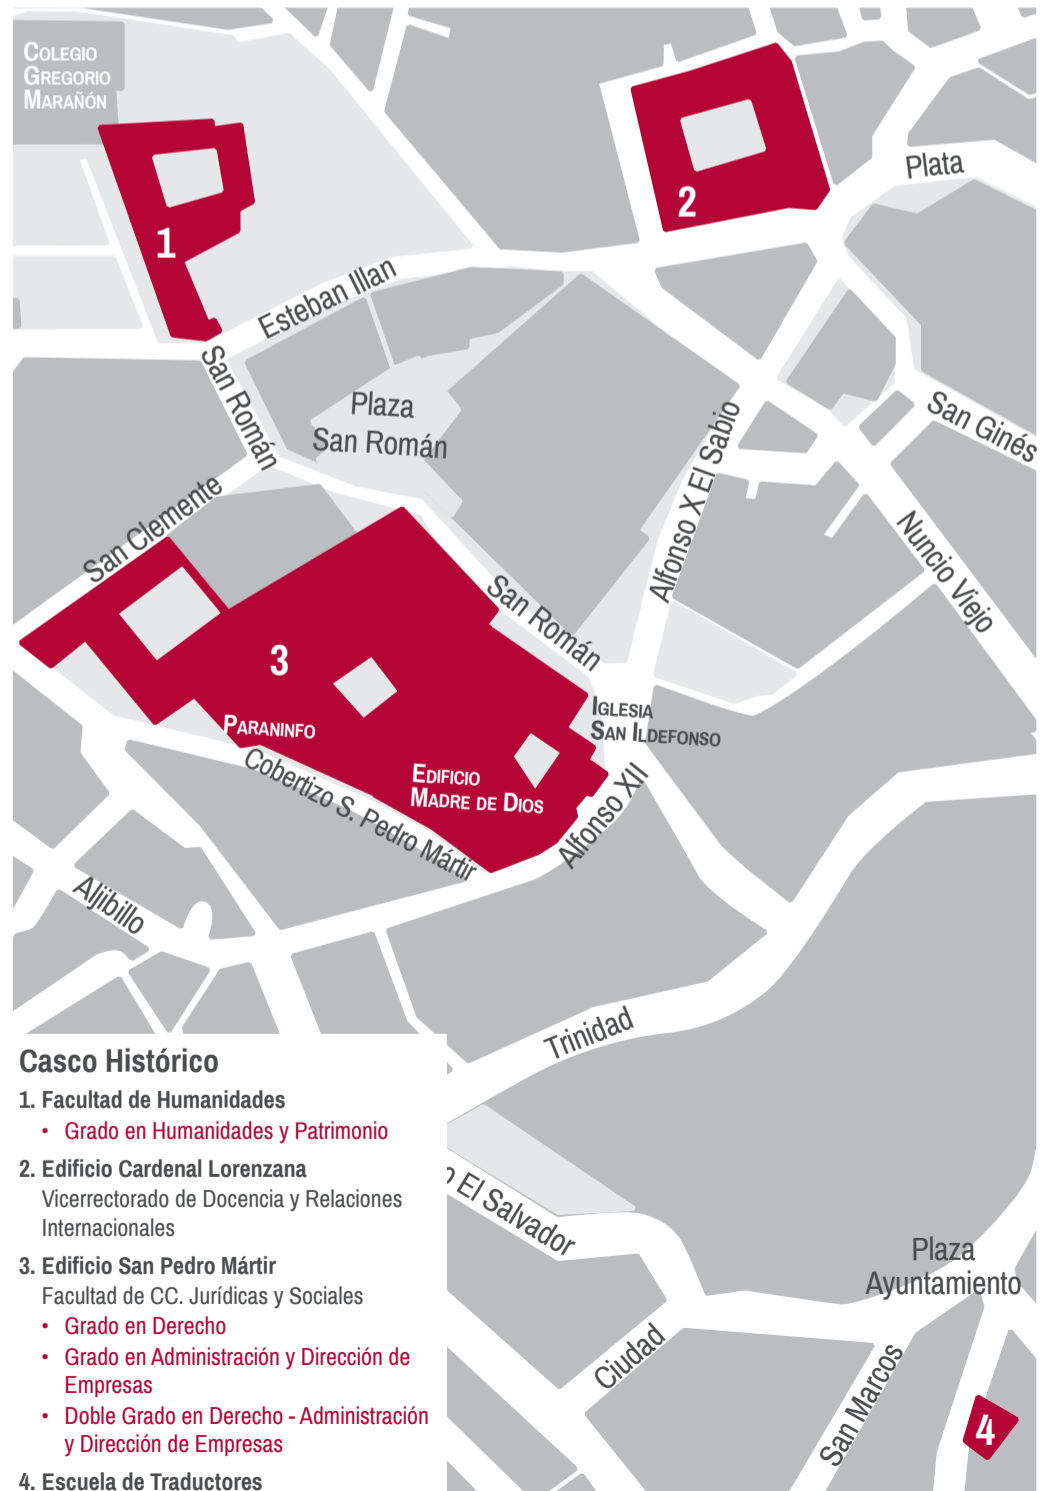 COLEGIO
GREGORIO
MARAÑÓN
1
2
Plata
Esteban Illan
San Román
Plaza
San Román
San Ginés
Alfonso X El Sabio
San Clemente
Nuncio Viejo
San Román
3
PARANINFO
IGLESIA
SAN ILDEFONSO
EDIFICIO
MADRE DE DIOS
Cobertizo S. Pedro Mártir
Alfonso XII
Aljibillo
Trinidad
El Salvador
Plaza
Ayuntamiento
Ciudad
San Marcos
4
Casco Histórico
1. Facultad de Humanidades
• Grado en Humanidades y Patrimonio
2. Edificio Cardenal Lorenzana
Vicerrectorado de Docencia y Relaciones
Internacionales
3. Edificio San Pedro Mártir
Facultad de CC. Jurídicas y Sociales
• Grado en Derecho
• Grado en Administración y Dirección de
Empresas
• Doble Grado en Derecho - Administración
y Dirección de Empresas
4. Escuela de Traductores